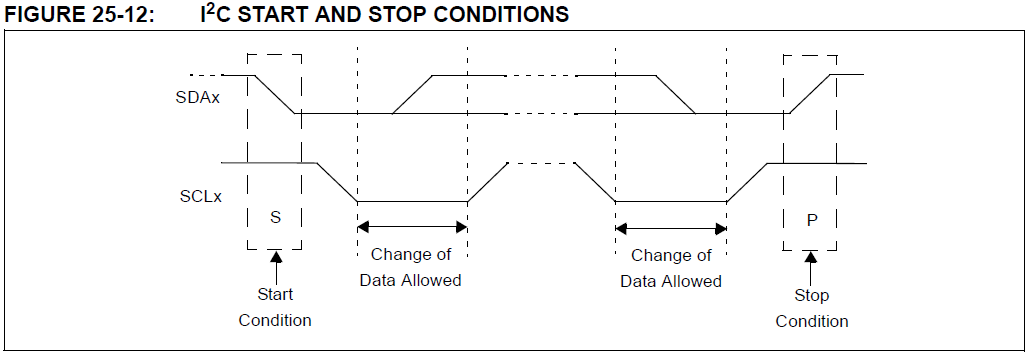 FIGURE 25-12: I²C START AND STOP CONDITIONS
SDAx
SCLx
S
P
Change of
Data Allowed
Change of
Data Allowed
Start
Condition
Stop
Condition